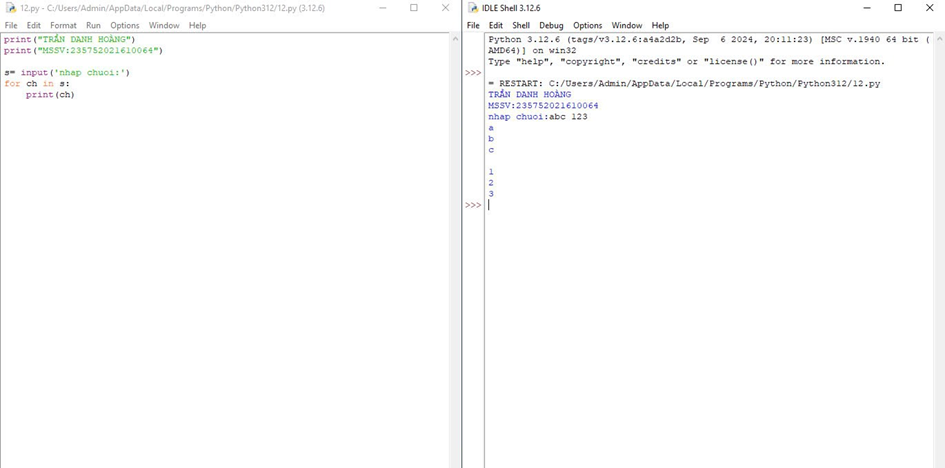 12.py - C:/Users/Admin/AppData/Local/Programs/Python/Python312/12.py (3.12.6)
File Edit Format Run Options Window Help
print("TRẦN DANH HOÀNG")
print("MSSV:235752021610064")
s= input('nhap chuoi:')
for ch in s:
    print(ch)
IDLE Shell 3.12.6
File Edit Shell Debug Options Window Help
Python 3.12.6 (tags/v3.12.6:a4a2d2b, Sep  6 2024, 20:11:23) [MSC v.1940 64 bit (
AMD64)] on win32
Type "help", "copyright", "credits" or "license()" for more information.
>>>
= RESTART: C:/Users/Admin/AppData/Local/Programs/Python/Python312/12.py
TRẦN DANH HOÀNG
MSSV:235752021610064
nhap chuoi:abc 123
a
b
c
1
2
3
>>>